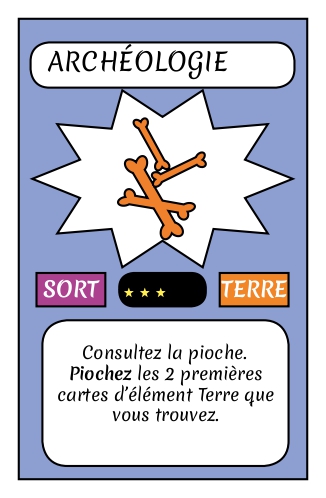 ARCHÉOLOGIE
SORT
TERRE
Consultez la pioche.
Piochez les 2 premières
cartes d'élément Terre que
vous trouvez.